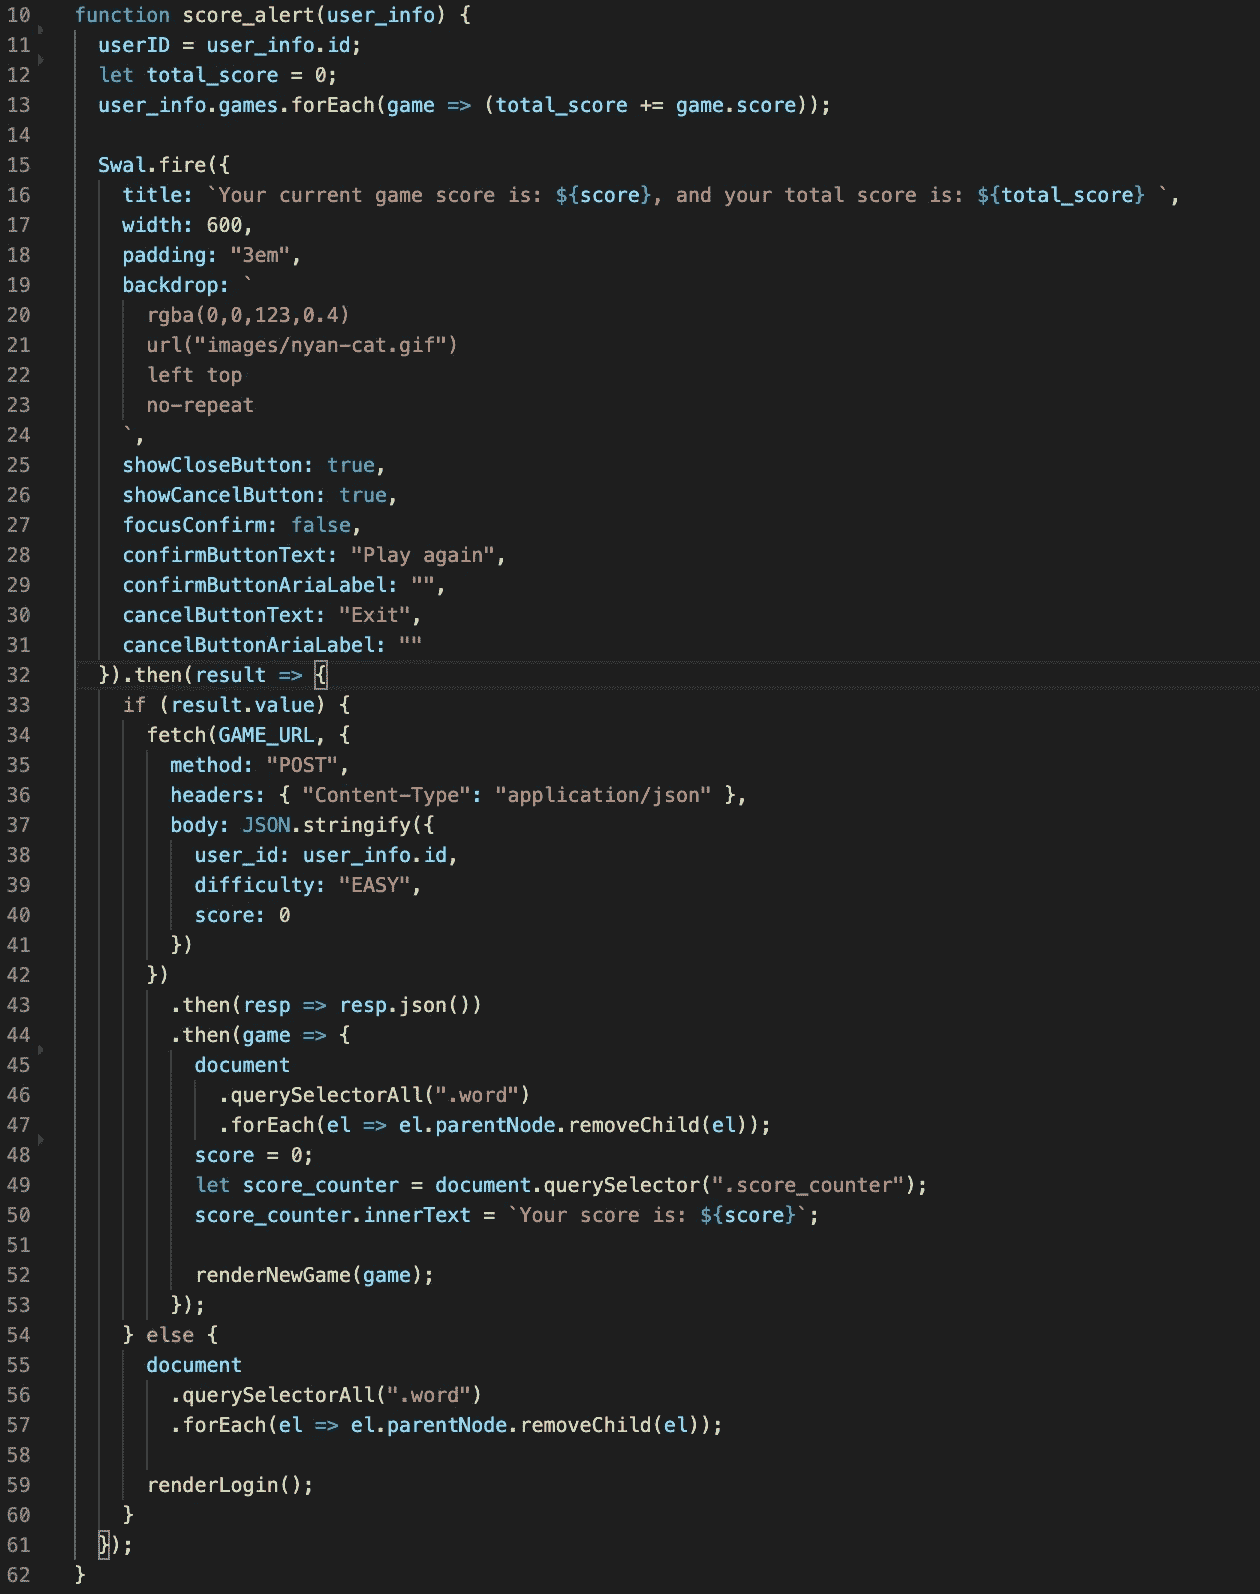 10 function score_alert(user_info) {
11 userID = user_info.id;
12 let total_score = 0;
13 user_info.games.forEach(game => (total_score += game.score));
14
15 Swal.fire({
16 title: `Your current game score is: ${score}, and your total score is: ${total_score} `,
17 width: 600,
18 padding: "3em",
19 backdrop: `
20 rgba(0,0,123,0.4)
21 url("images/nyan-cat.gif")
22 left top
23 no-repeat
24 `,
25 showCloseButton: true,
26 showCancelButton: true,
27 focusConfirm: false,
28 confirmButtonText: "Play again",
29 confirmButtonAriaLabel: "",
30 cancelButtonText: "Exit",
31 cancelButtonAriaLabel: ""
32 }).then(result => {
33 if (result.value) {
34 fetch(GAME_URL, {
35 method: "POST",
36 headers: { "Content-Type": "application/json" },
37 body: JSON.stringify({
38 user_id: user_info.id,
39 difficulty: "EASY",
40 score: 0
41 })
42 })
43 .then(resp => resp.json())
44 .then(game => {
45 document
46 .querySelectorAll(".word")
47 .forEach(el => el.parentNode.removeChild(el));
48 score = 0;
49 let score_counter = document.querySelector(".score_counter");
50 score_counter.innerText = `Your score is: ${score}`;
51
52 renderNewGame(game);
53 });
54 } else {
55 document
56 .querySelectorAll(".word")
57 .forEach(el => el.parentNode.removeChild(el));
58
59 renderLogin();
60 }
61 });
62 }